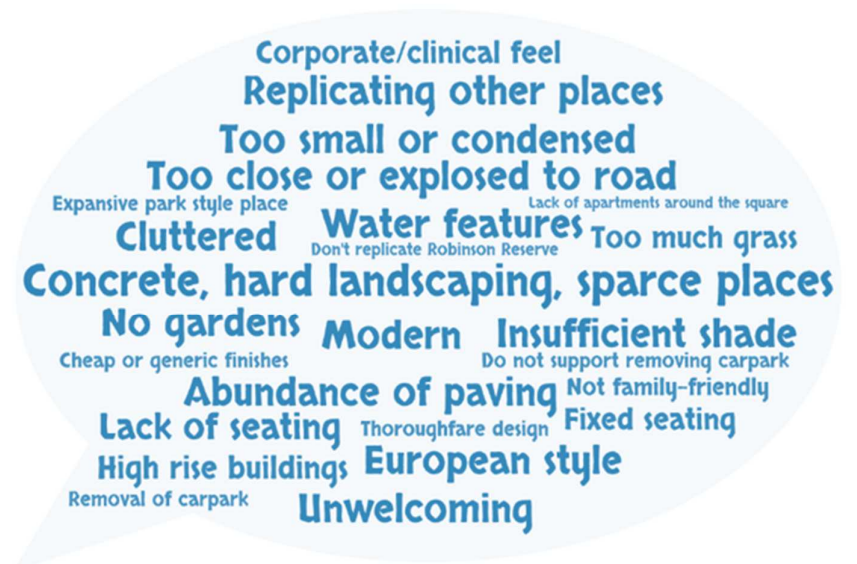 Corporate/clinical feel
Replicating other places
Too small or condensed
Too close or explosed to road
Expansive park style place
Lack of apartments around the square
Cluttered
Water features
Too much grass
Don't replicate Robinson Reserve
Concrete, hard landscaping, sparce places
No gardens
Modern
Insufficient shade
Cheap or generic finishes
Do not support removing carpark
Abundance of paving
Not family-friendly
Lack of seating
Thoroughfare design
Fixed seating
High rise buildings
European style
Removal of carpark
Unwelcoming